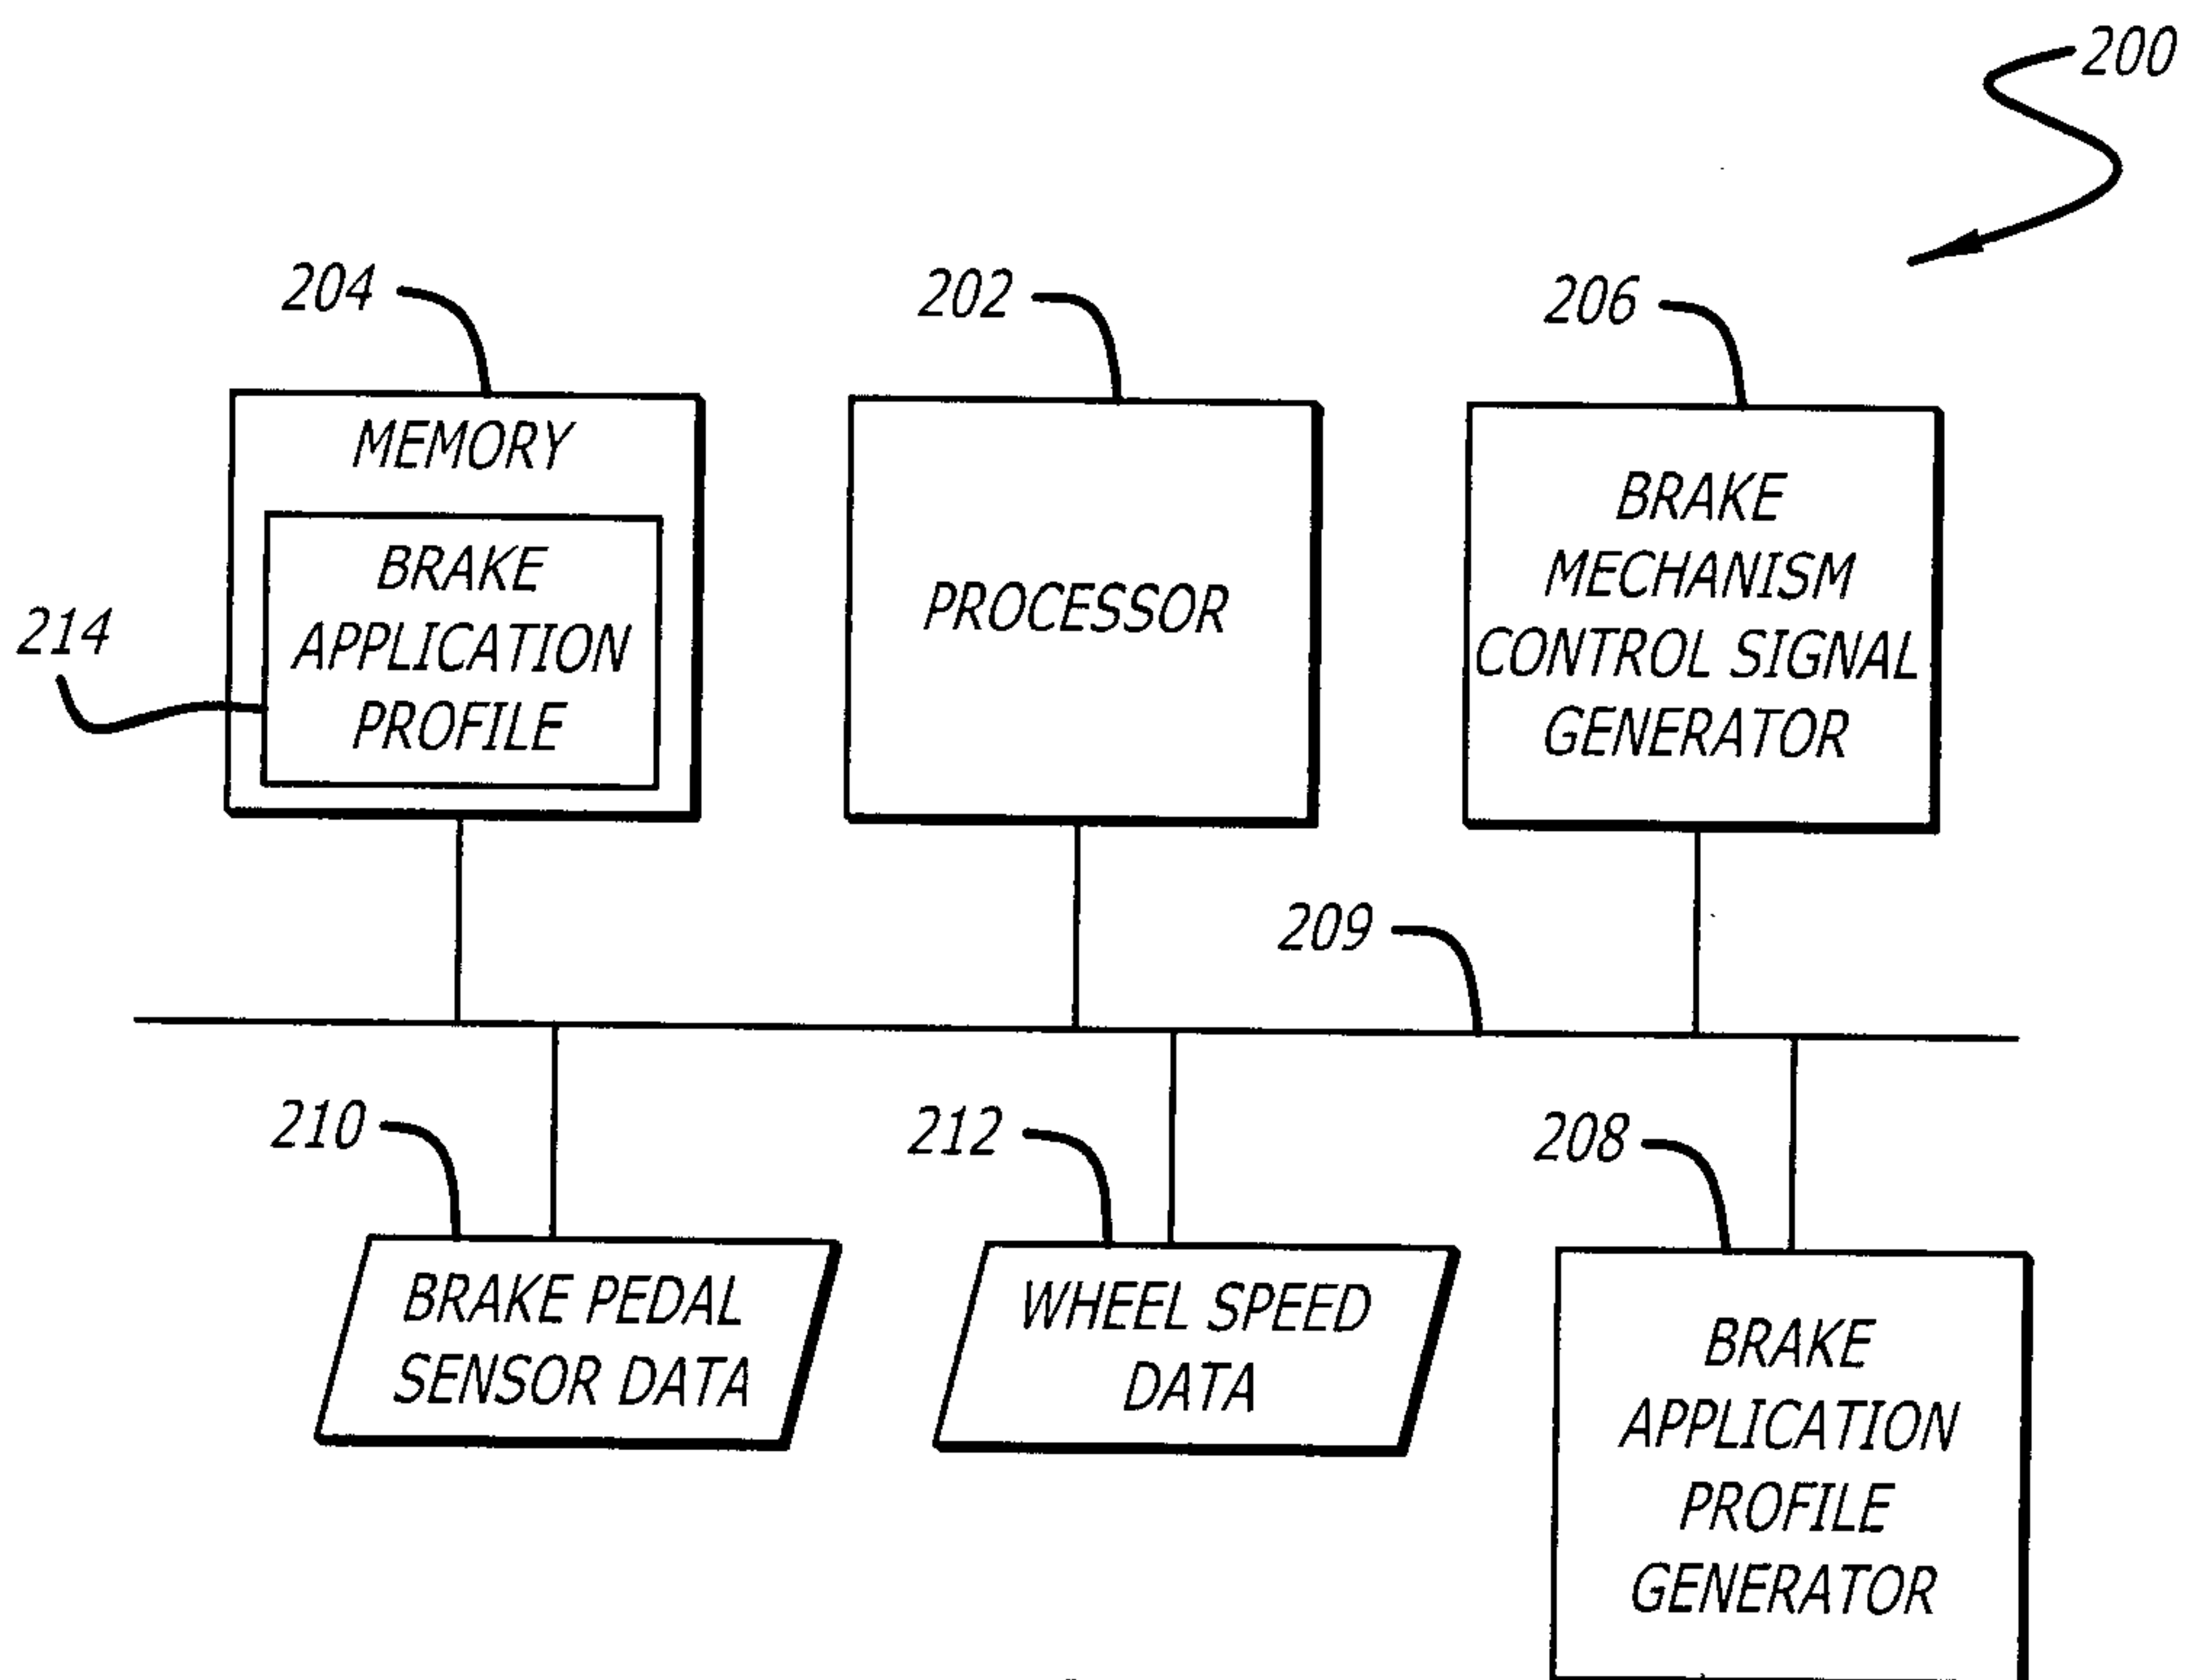 200
204
202
206
MEMORY
BRAKE
APPLICATION
PROFILE
214
PROCESSOR
BRAKE
MECHANISM
CONTROL SIGNAL
GENERATOR
209
210
212
208
BRAKE PEDAL
SENSOR DATA
WHEEL SPEED
DATA
BRAKE
APPLICATION
PROFILE
GENERATOR